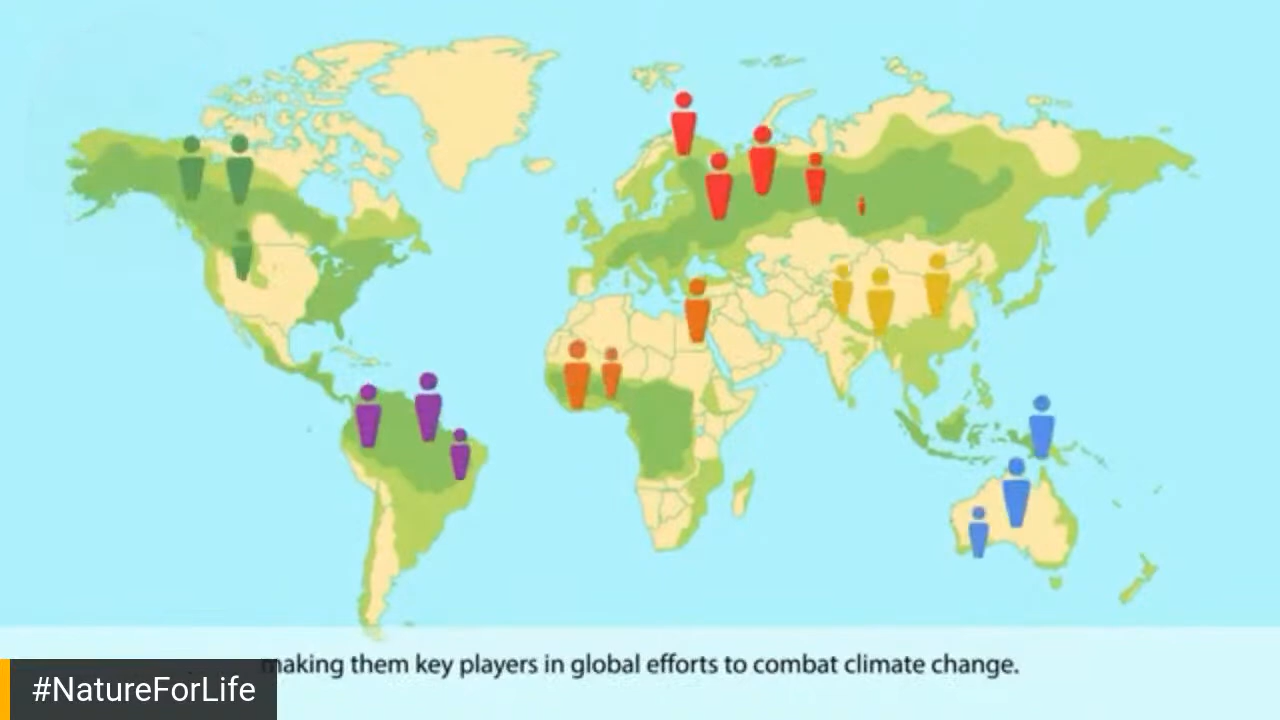 making them key players in global efforts to combat climate change.
#NatureForLife